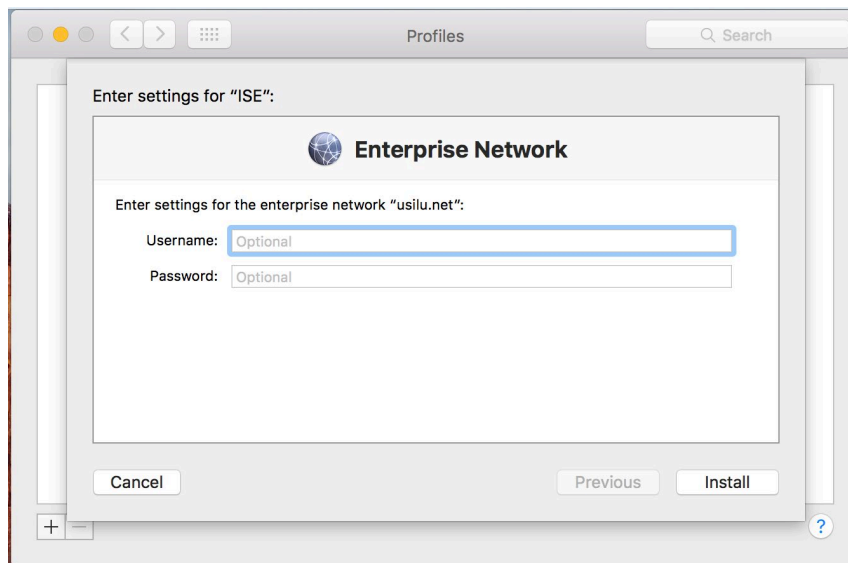 Profiles
Search
Enter settings for “ISE”:
Enterprise Network
Enter settings for the enterprise network “usilu.net”:
Username: Optional
Password: Optional
Cancel Previous Install
+ − ?